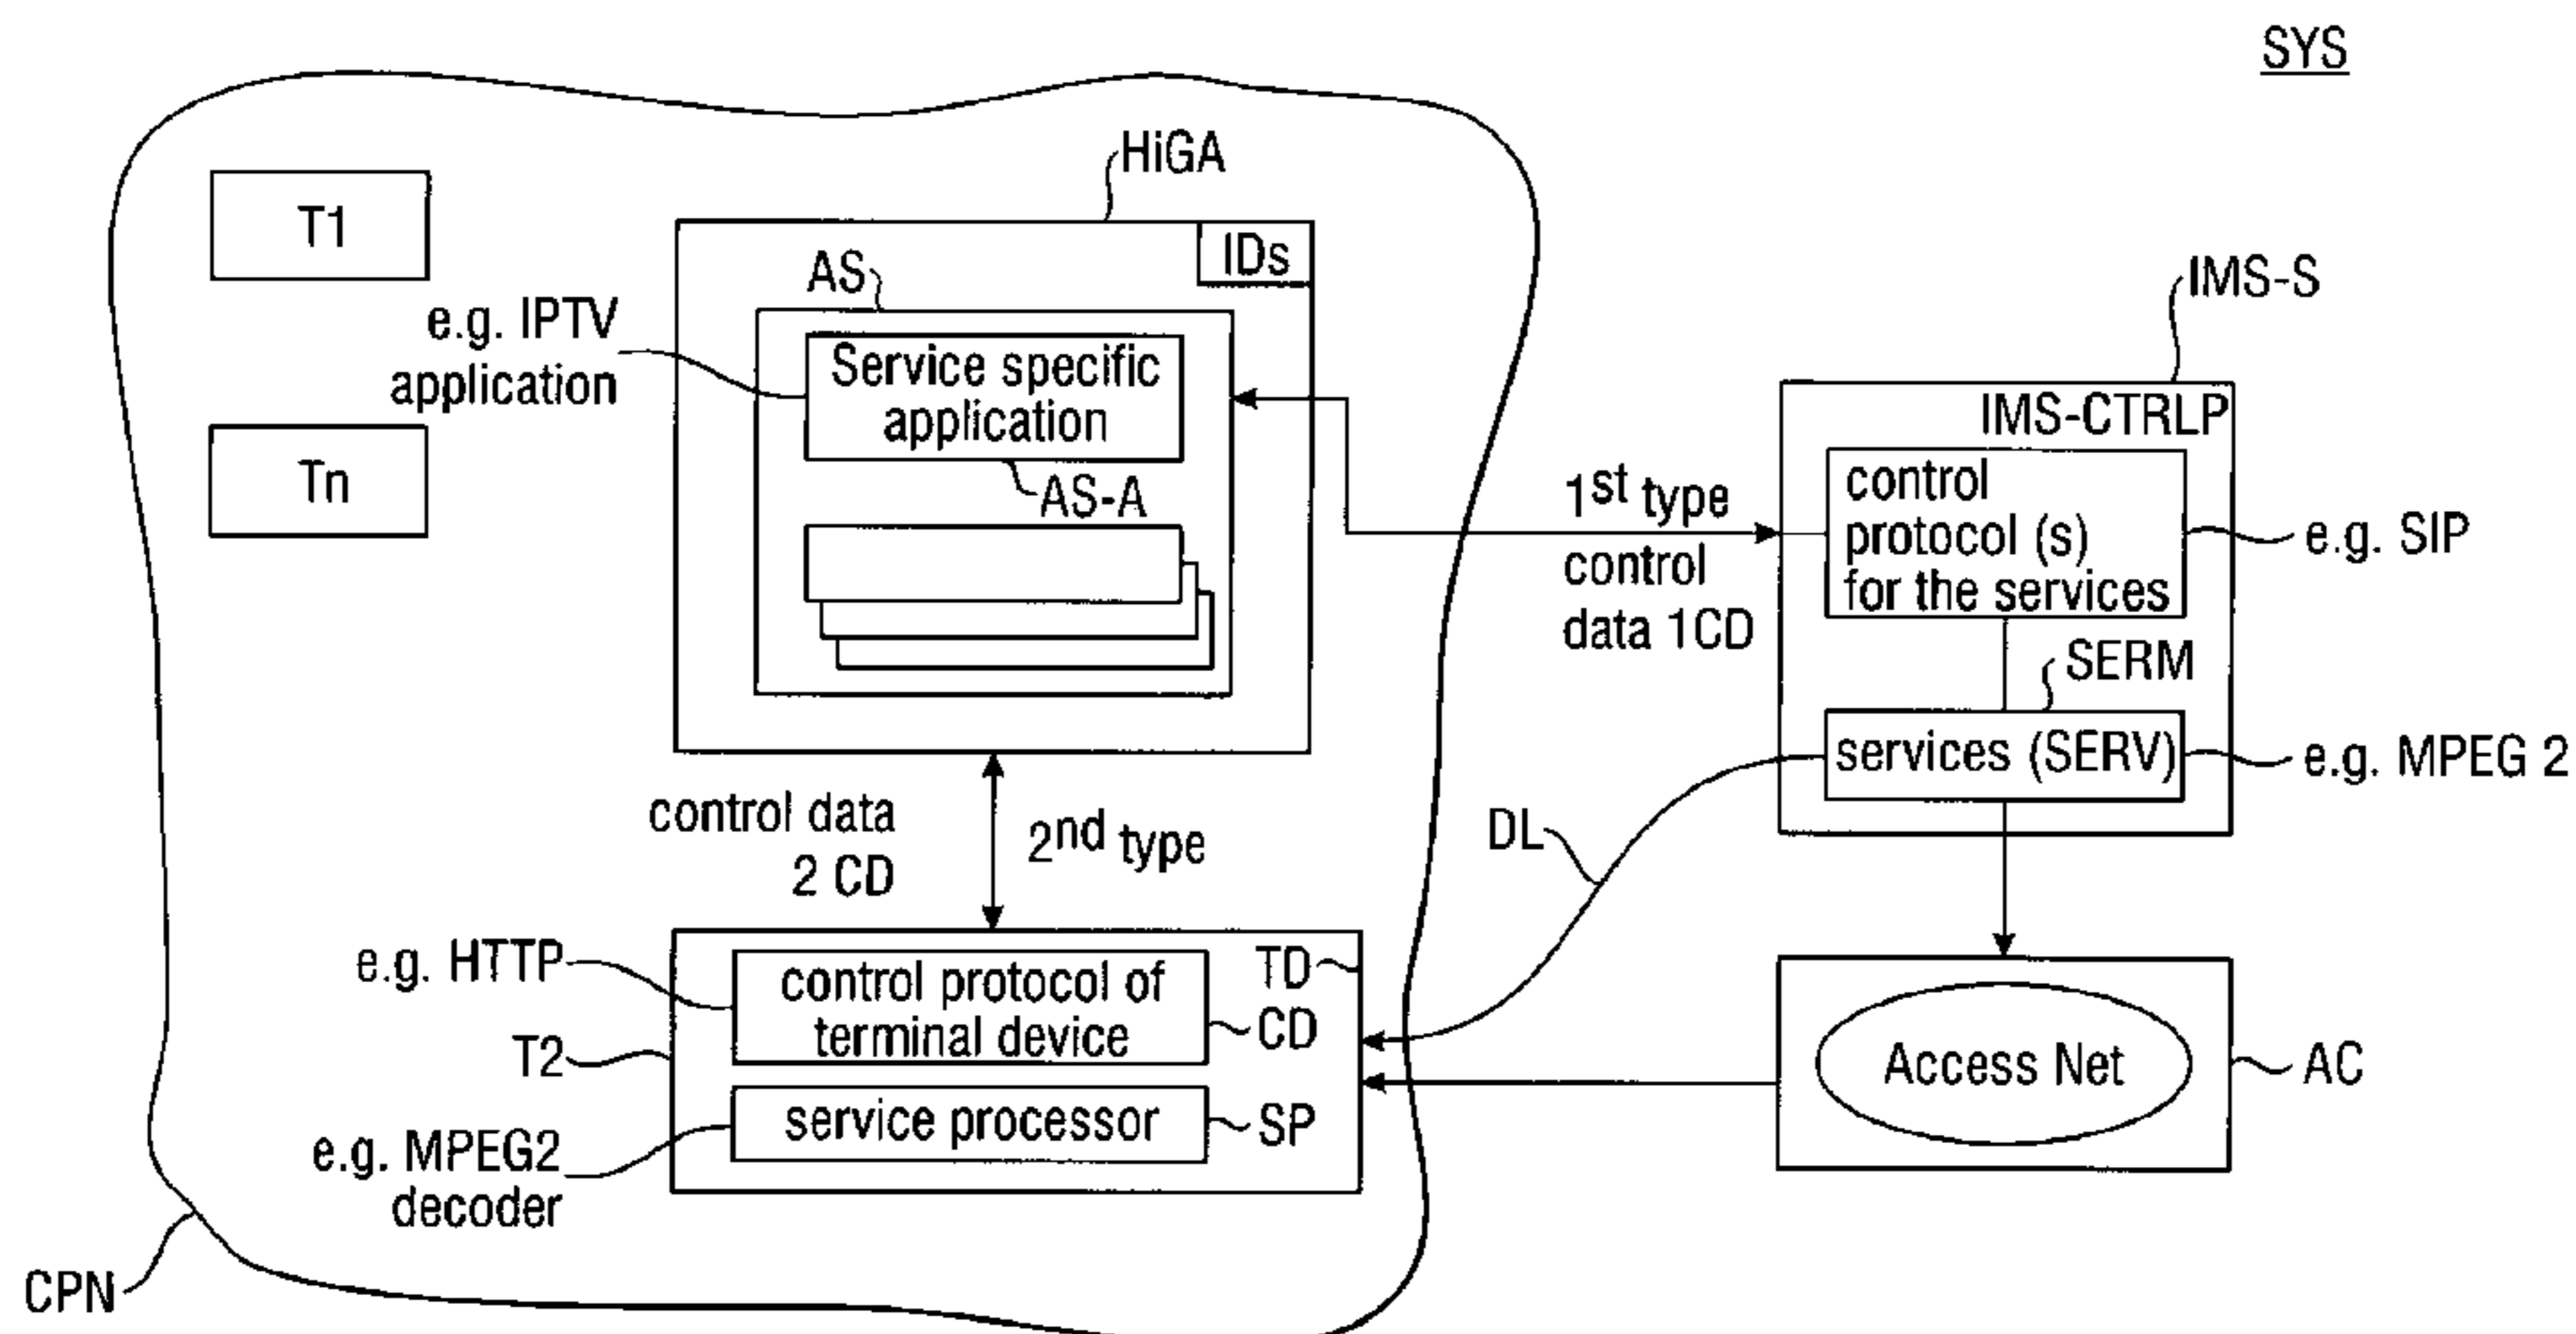 SYS
HiGA
T1
IDs
AS
e.g. IPTV
application
Service specific
application
AS-A
Tn
IMS-S
IMS-CTRLP
1st type
control
data 1CD
control
protocol (s)
for the services
e.g. SIP
SERM
services (SERV)
e.g. MPEG 2
DL
control data
2 CD
2nd type
e.g. HTTP
control protocol of
terminal device
TD
CD
T2
service processor
SP
e.g. MPEG2
decoder
Access Net
AC
CPN